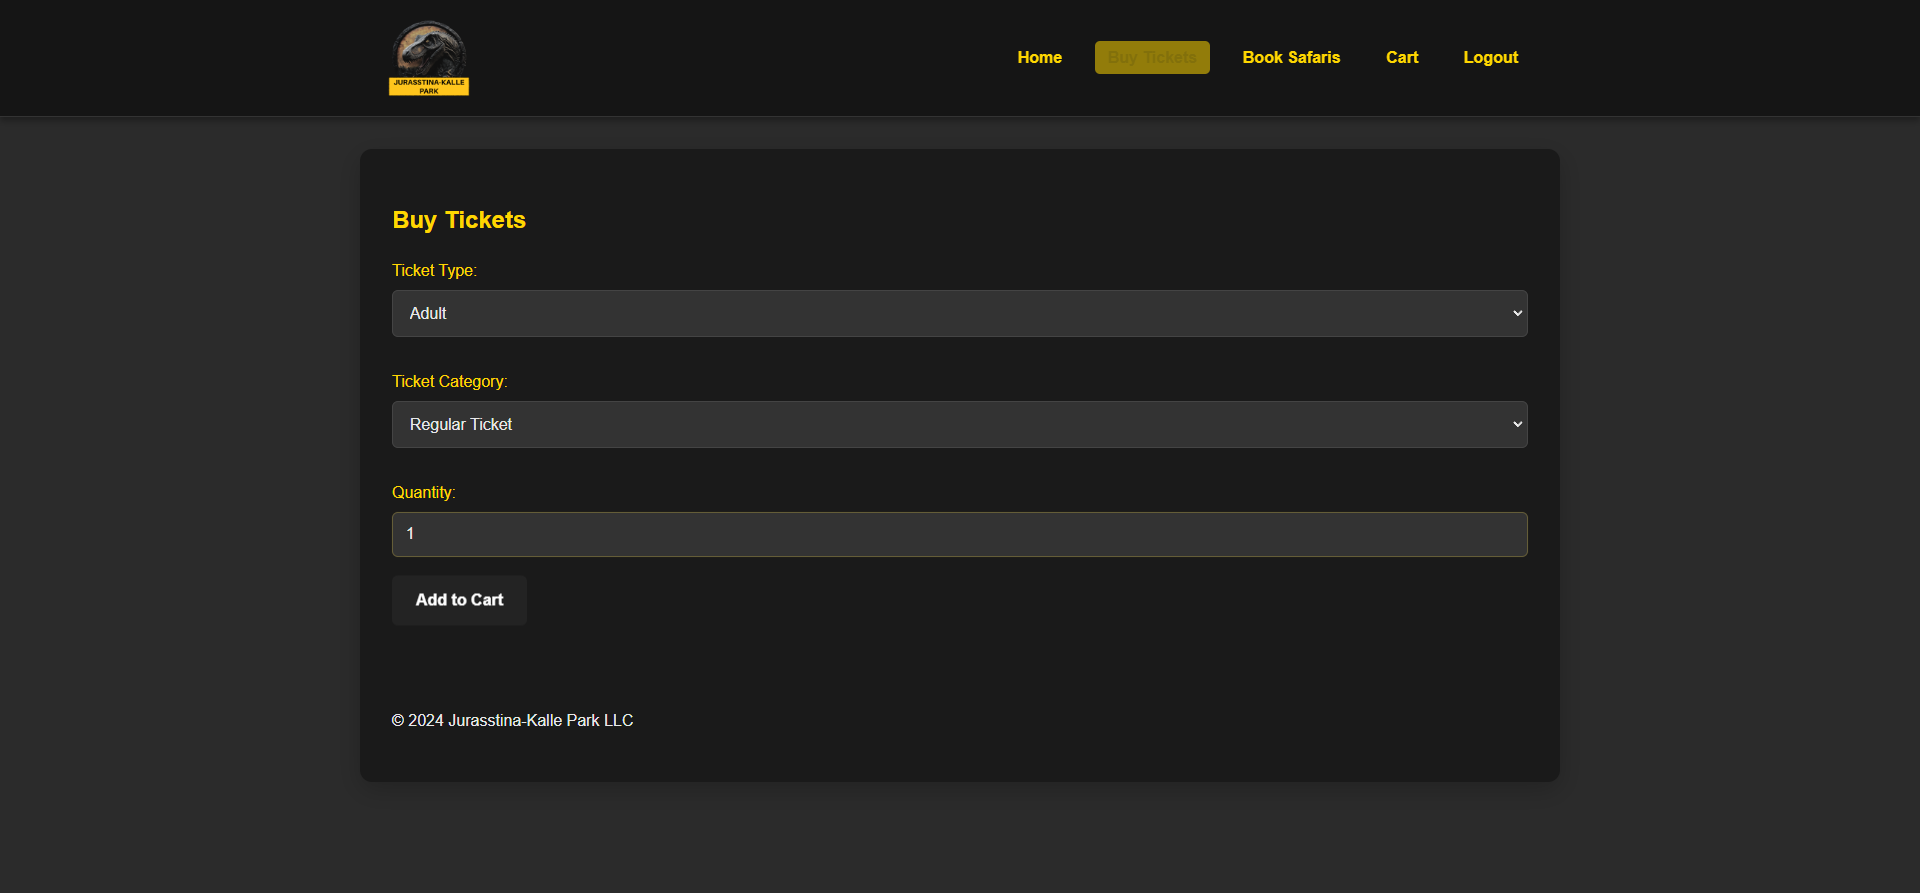 JURASSTINA-KALLE
PARK
Home
Buy Tickets
Book Safaris
Cart
Logout
Buy Tickets
Ticket Type:
Adult
Ticket Category:
Regular Ticket
Quantity:
1
Add to Cart
© 2024 Jurasstina-Kalle Park LLC